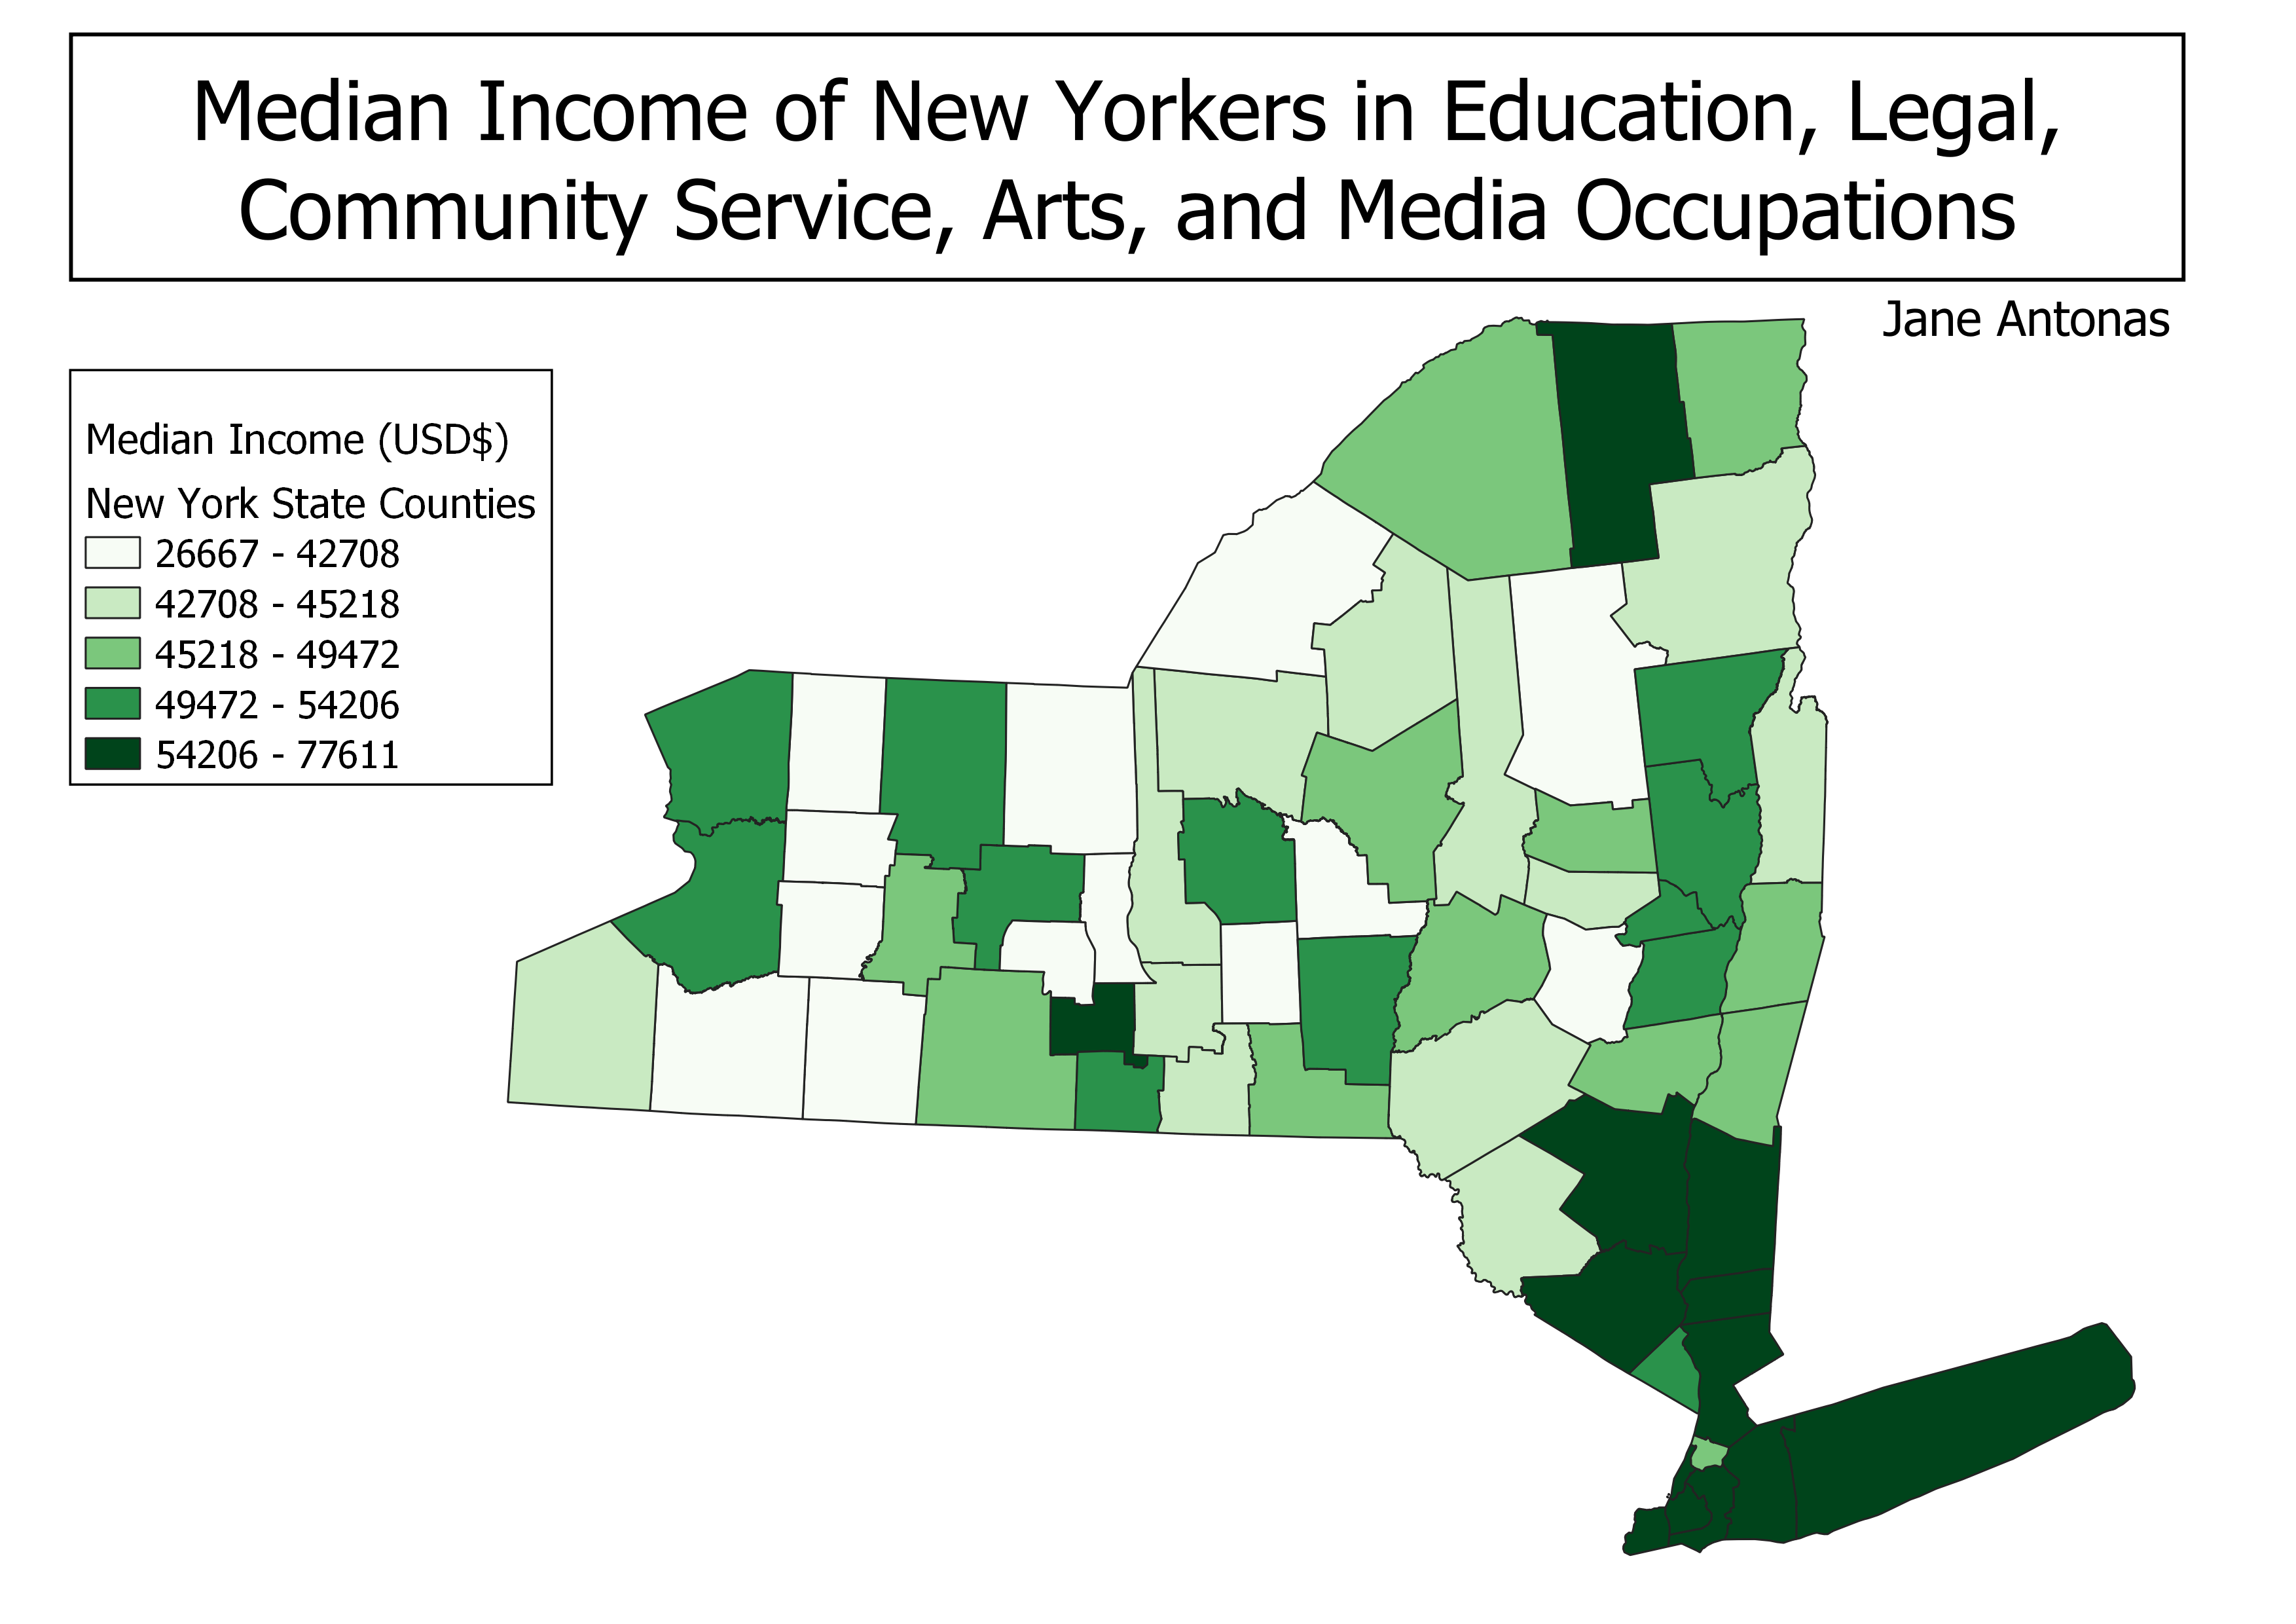 Median Income of New Yorkers in Education, Legal,
Community Service, Arts, and Media Occupations
Jane Antonas
Median Income (USD$)
New York State Counties
26667 - 42708
42708 - 45218
45218 - 49472
49472 - 54206
54206 - 77611